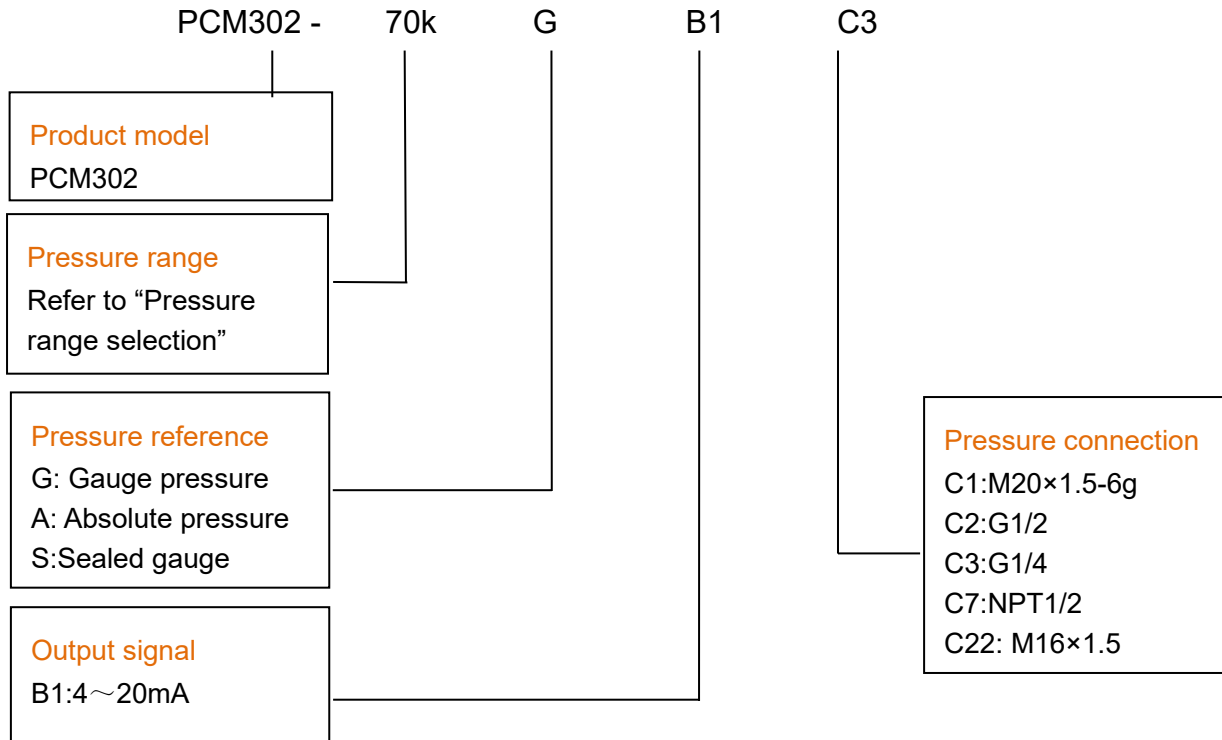 PCM302 - 70k G B1 C3
Product model
PCM302
Pressure range
Refer to “Pressure
range selection”
Pressure reference
G: Gauge pressure
A: Absolute pressure
S:Sealed gauge
Output signal
B1:4～20mA
Pressure connection
C1:M20×1.5-6g
C2:G1/2
C3:G1/4
C7:NPT1/2
C22: M16×1.5